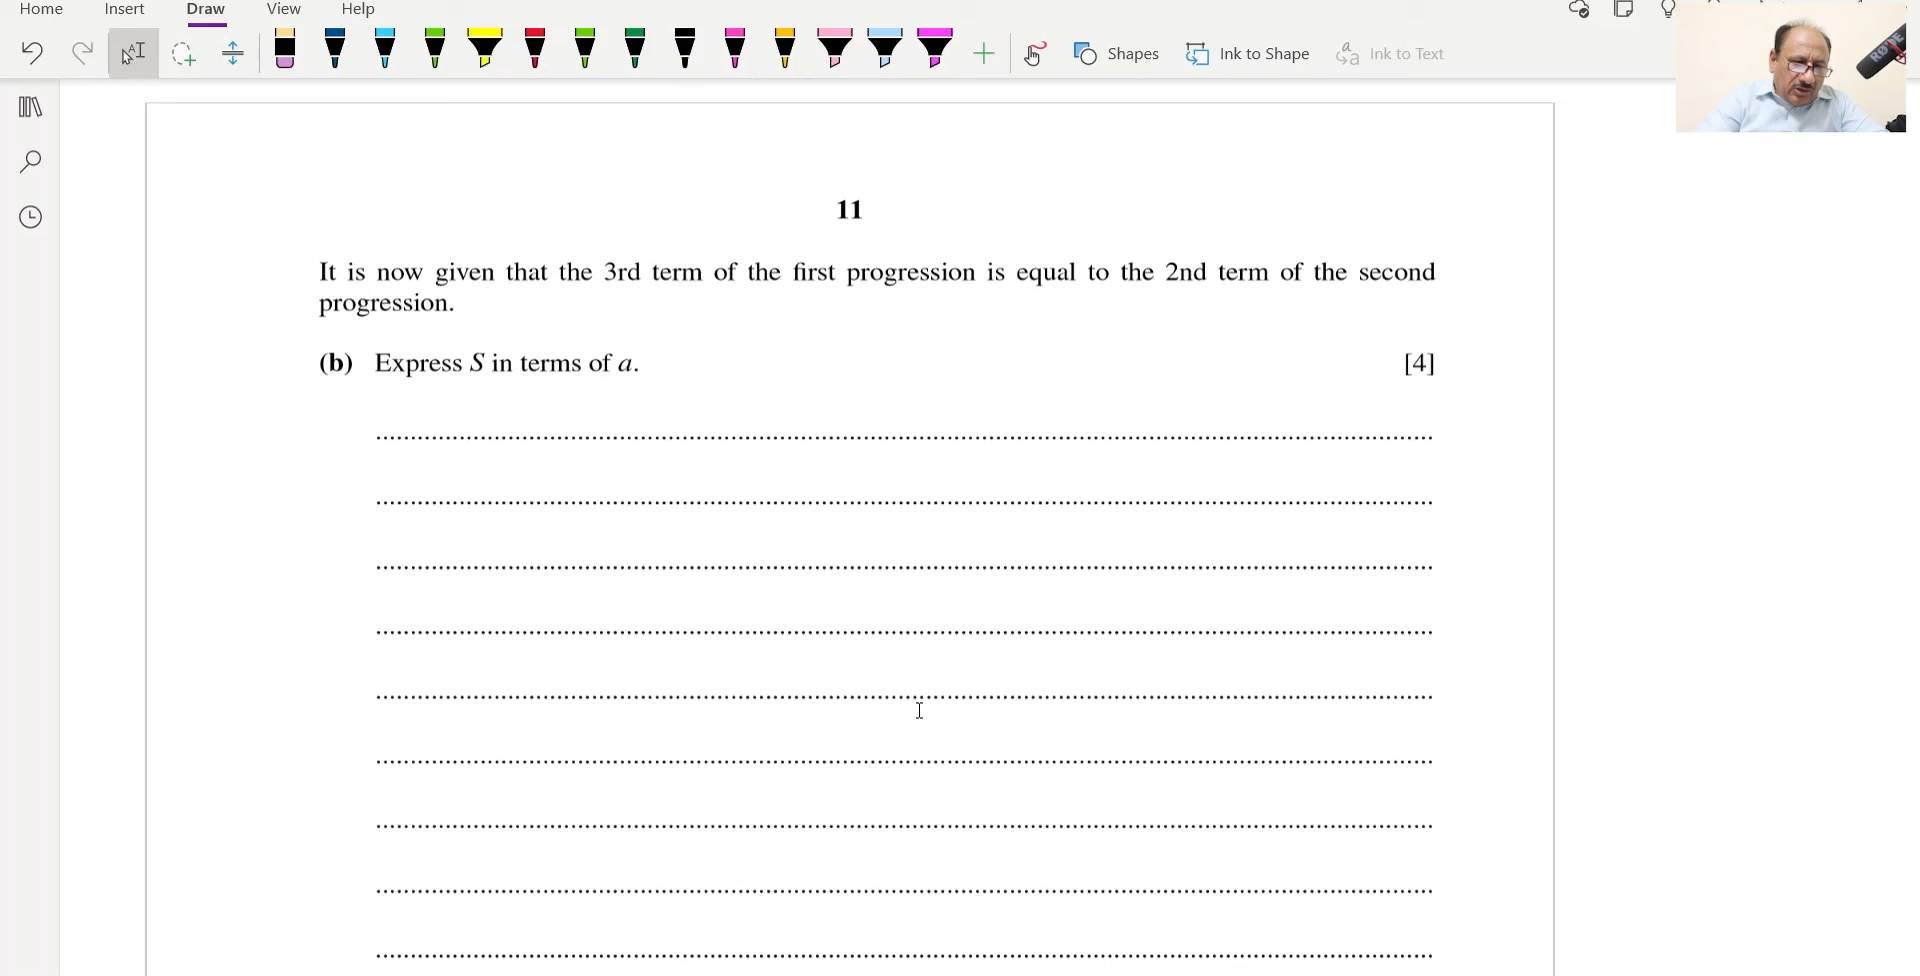 Home Insert Draw View Help
Shapes Ink to Shape Ink to Text
RØDE
11
It is now given that the 3rd term of the first progression is equal to the 2nd term of the second
progression.
(b) Express S in terms of a. [4]